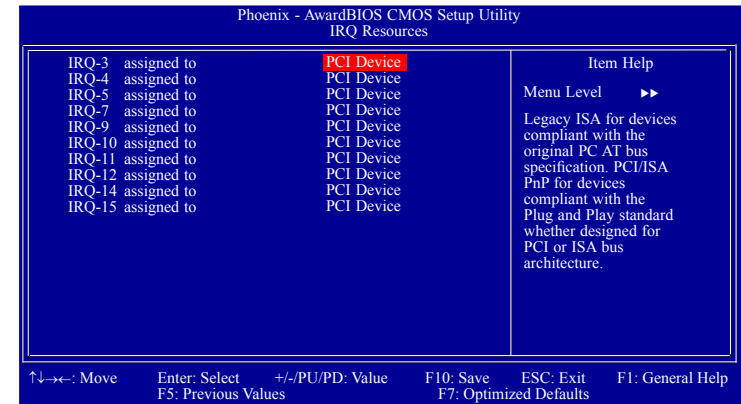 Phoenix - AwardBIOS CMOS Setup Utility
IRQ Resources
IRQ-3 assigned to PCI Device
IRQ-4 assigned to PCI Device
IRQ-5 assigned to PCI Device
IRQ-7 assigned to PCI Device
IRQ-9 assigned to PCI Device
IRQ-10 assigned to PCI Device
IRQ-11 assigned to PCI Device
IRQ-12 assigned to PCI Device
IRQ-14 assigned to PCI Device
IRQ-15 assigned to PCI Device
Item Help
Menu Level ▶▶
Legacy ISA for devices
compliant with the
original PC AT bus
specification. PCI/ISA
PnP for devices
compliant with the
Plug and Play standard
whether designed for
PCI or ISA bus
architecture.
↑↓→←: Move Enter: Select +/-/PU/PD: Value F10: Save ESC: Exit F1: General Help
F5: Previous Values F7: Optimized Defaults